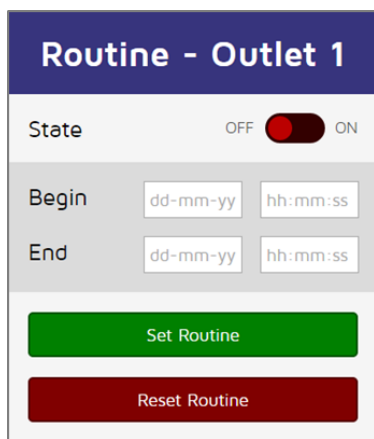 Routine - Outlet 1
State OFF ON
Begin dd-mm-yy hh:mm:ss
End dd-mm-yy hh:mm:ss
Set Routine
Reset Routine